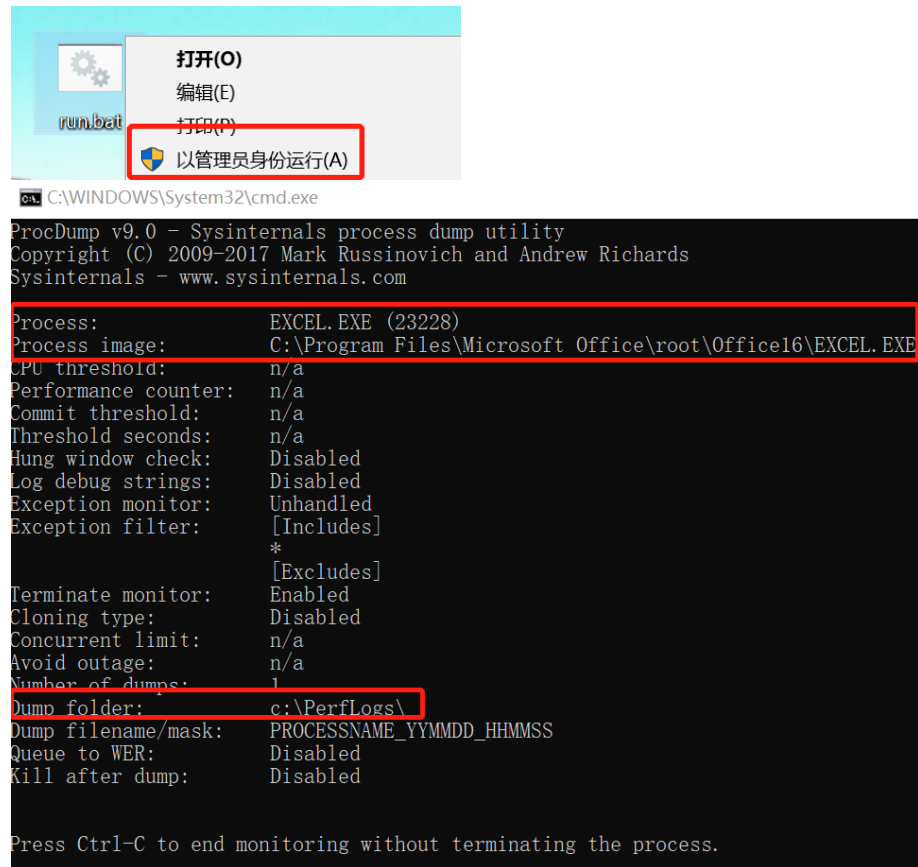 打开(O)
编辑(E)
run.bat
打印(P)
以管理员身份运行(A)
C:\WINDOWS\System32\cmd.exe
ProcDump v9.0 - Sysinternals process dump utility
Copyright (C) 2009-2017 Mark Russinovich and Andrew Richards
Sysinternals - www.sysinternals.com
Process: EXCEL.EXE (23228)
Process image: C:\Program Files\Microsoft Office\root\Office16\EXCEL.EXE
CPU threshold: n/a
Performance counter: n/a
Commit threshold: n/a
Threshold seconds: n/a
Hung window check: Disabled
Log debug strings: Disabled
Exception monitor: Unhandled
Exception filter: [Includes]
*
[Excludes]
Terminate monitor: Enabled
Cloning type: Disabled
Concurrent limit: n/a
Avoid outage: n/a
Number of dumps: 1
Dump folder: c:\PerfLogs\
Dump filename/mask: PROCESSNAME_YYMMDD_HHMMSS
Queue to WER: Disabled
Kill after dump: Disabled
Press Ctrl-C to end monitoring without terminating the process.